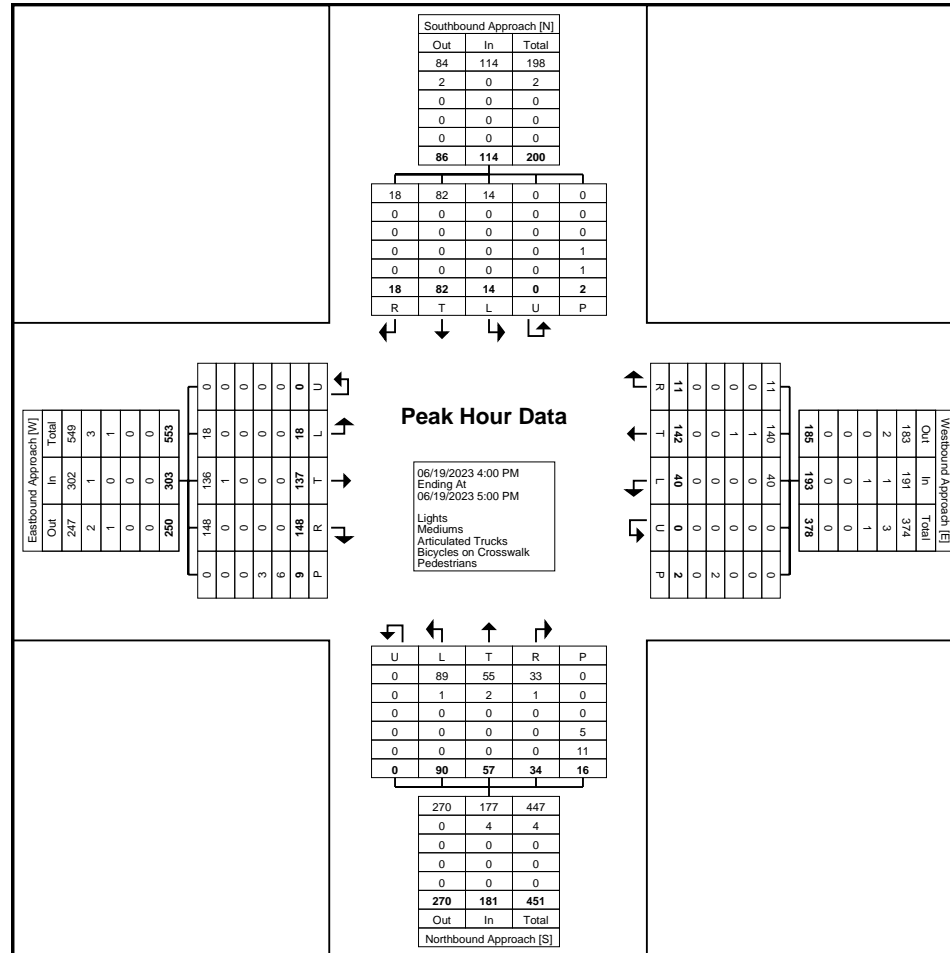 Southbound Approach [N]
Out In Total
84 114 198
2 0 2
0 0 0
0 0 0
0 0 0
86 114 200
18 82 14 0 0
0 0 0 0 0
0 0 0 0 0
0 0 0 0 1
0 0 0 0 1
18 82 14 0 2
R T L U P
Eastbound Approach [W]
Total 549 3 1 0 0 553
In 302 1 0 0 0 303
Out 247 2 1 0 0 250
0 0 0 0 0 0 U
18 0 0 0 0 18 L
136 1 0 0 0 137 T
148 0 0 0 0 148 R
0 0 0 3 6 9 P
Peak Hour Data
06/19/2023 4:00 PM
Ending At
06/19/2023 5:00 PM
Lights
Mediums
Articulated Trucks
Bicycles on Crosswalk
Pedestrians
R 11 0 0 0 0 11
T 142 0 0 1 1 140
L 40 0 0 0 0 40
U 0 0 0 0 0 0
P 2 0 2 0 0 0
185 0 0 0 2 183 Out
193 0 0 1 1 191 In
378 0 0 1 3 374 Total
Westbound Approach [E]
U L T R P
0 89 55 33 0
0 1 2 1 0
0 0 0 0 0
0 0 0 0 5
0 0 0 0 11
0 90 57 34 16
270 177 447
0 4 4
0 0 0
0 0 0
0 0 0
270 181 451
Out In Total
Northbound Approach [S]